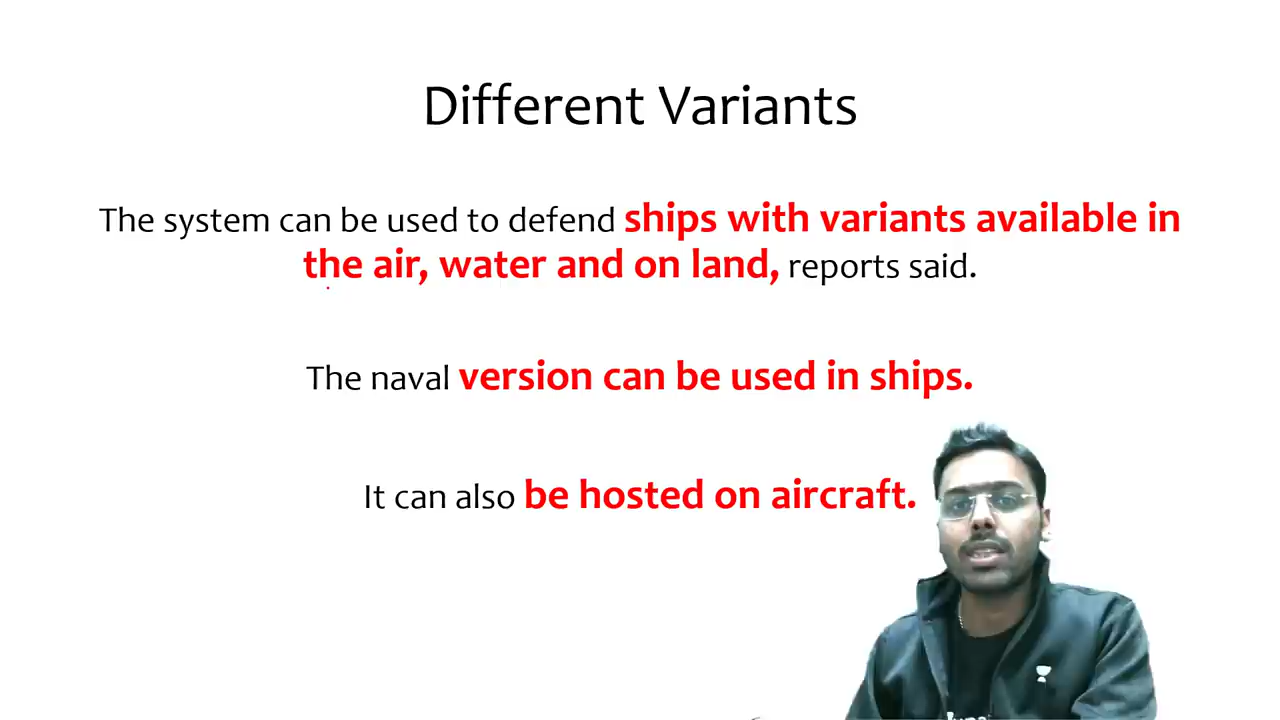 Different Variants
The system can be used to defend ships with variants available in
the air, water and on land, reports said.
The naval version can be used in ships.
It can also be hosted on aircraft.